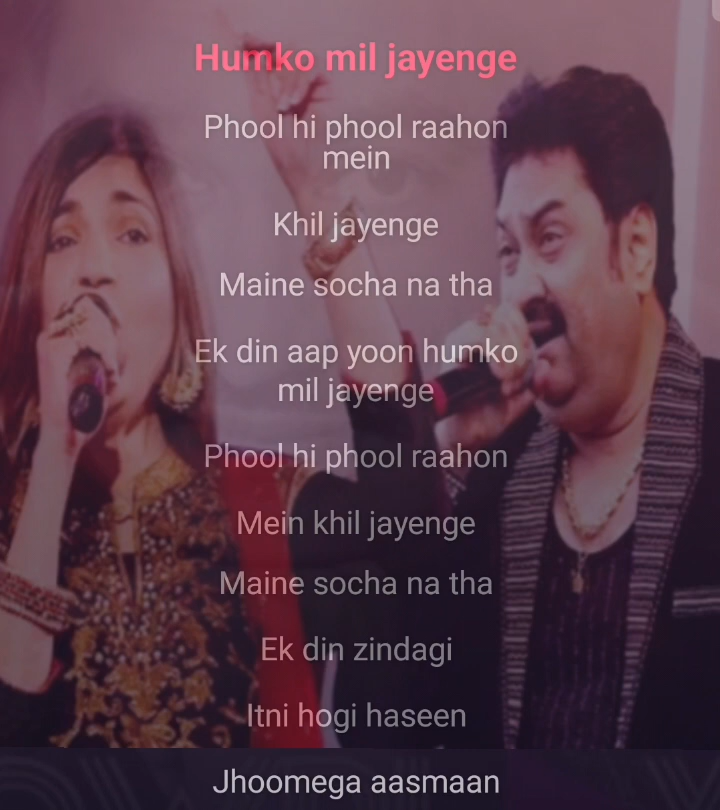 Humko mil jayenge
Phool hi phool raahon
mein
Khil jayenge
Maine socha na tha
Ek din aap yoon humko
mil jayenge
Phool hi phool raahon
Mein khil jayenge
Maine socha na tha
Ek din zindagi
Itni hogi haseen
Jhoomega aasmaan